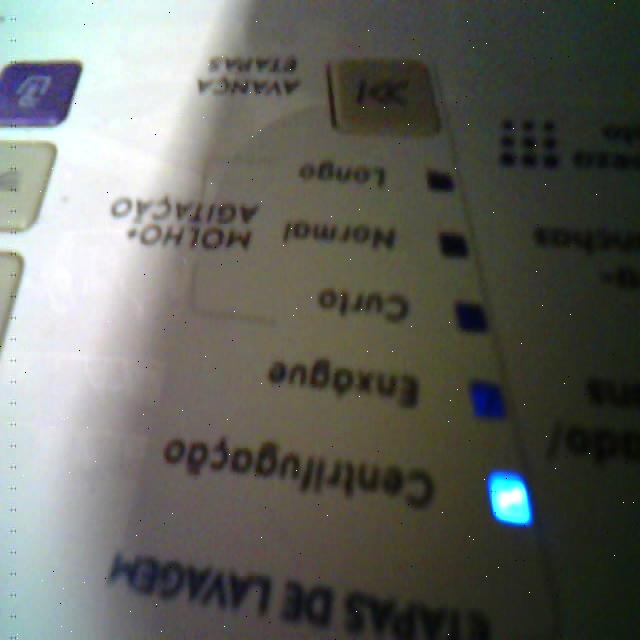 ETAPAS DE LAVAGEM
Centrifugação
Enxágue
Curto
Normal
MOLHO+
AGITAÇÃO
Longo
AVANÇA
ETAPAS